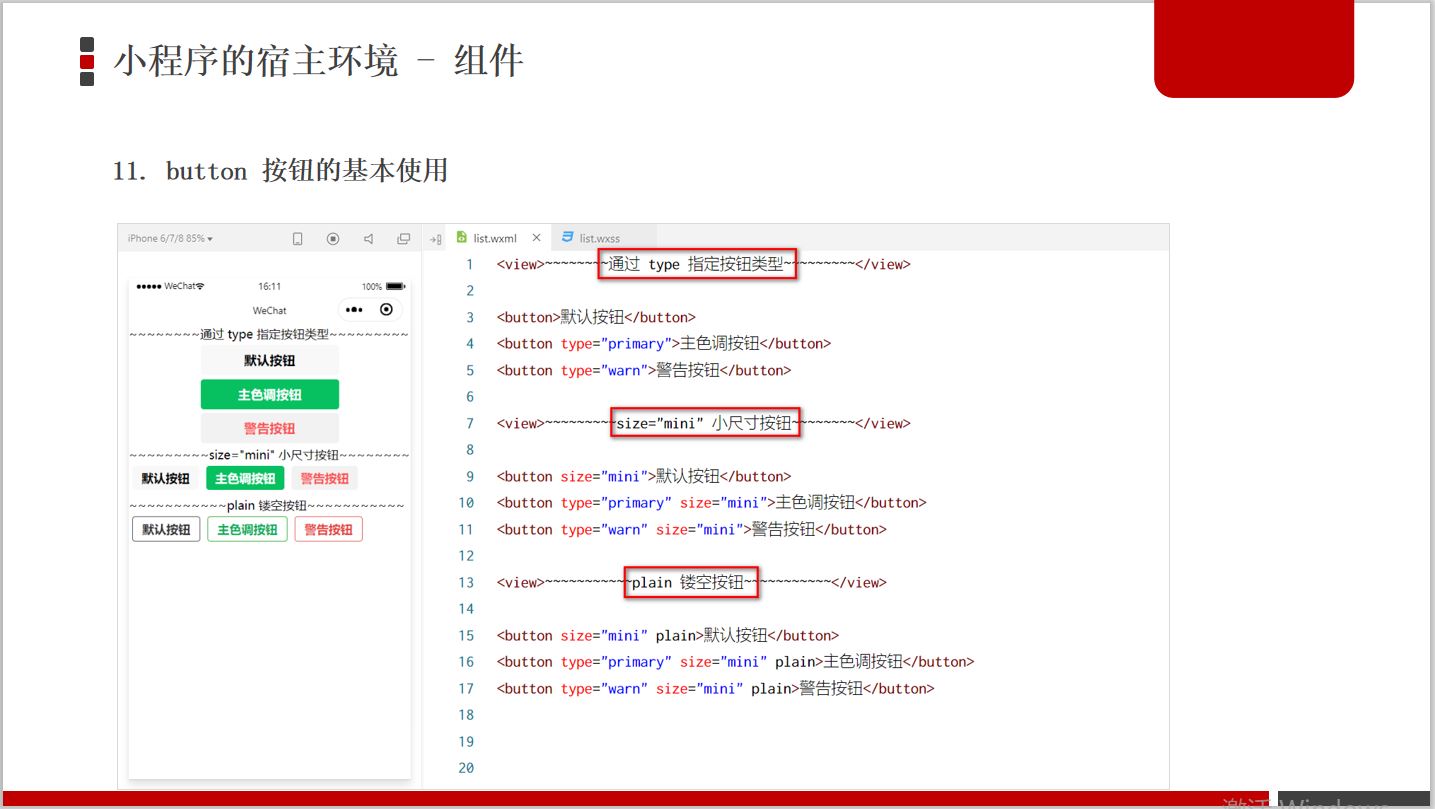 小程序的宿主环境 - 组件
11. button 按钮的基本使用
iPhone 6/7/8 85%
list.wxml
list.wxss
WeChat
16:11
100%
WeChat
~~~~~~~~通过 type 指定按钮类型~~~~~~~~~
默认按钮
主色调按钮
警告按钮
~~~~~~~~~size="mini" 小尺寸按钮~~~~~~~~
默认按钮 主色调按钮 警告按钮
~~~~~~~~~~~plain 镂空按钮~~~~~~~~~~~
默认按钮 主色调按钮 警告按钮
1 <view>~~~~~~~~通过 type 指定按钮类型~~~~~~~~~</view>
2
3 <button>默认按钮</button>
4 <button type="primary">主色调按钮</button>
5 <button type="warn">警告按钮</button>
6
7 <view>~~~~~~~~~size="mini" 小尺寸按钮~~~~~~~~</view>
8
9 <button size="mini">默认按钮</button>
10 <button type="primary" size="mini">主色调按钮</button>
11 <button type="warn" size="mini">警告按钮</button>
12
13 <view>~~~~~~~~~~~plain 镂空按钮~~~~~~~~~~~</view>
14
15 <button size="mini" plain>默认按钮</button>
16 <button type="primary" size="mini" plain>主色调按钮</button>
17 <button type="warn" size="mini" plain>警告按钮</button>
18
19
20
激活 Windows